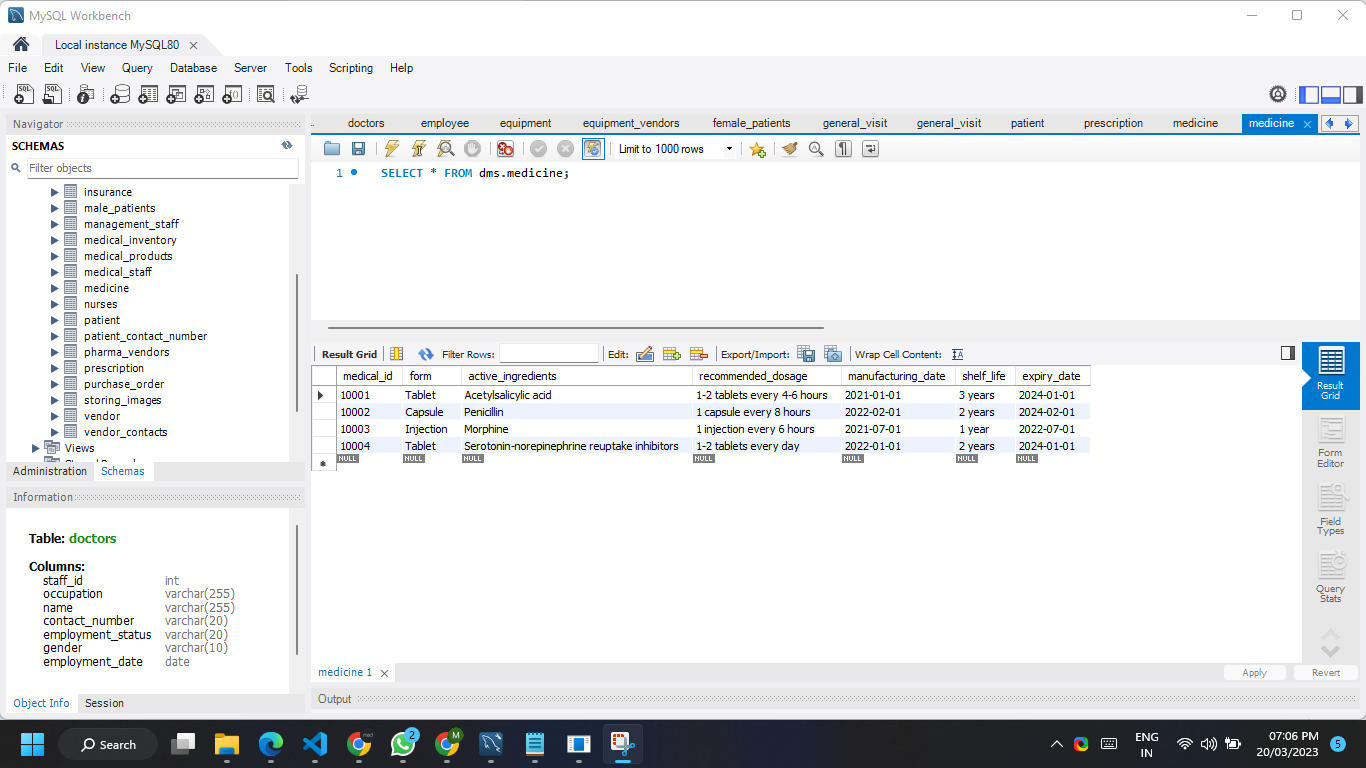 MySQL Workbench
Local instance MySQL80
File Edit View Query Database Server Tools Scripting Help
Navigator
SCHEMAS
Filter objects
insurance
male_patients
management_staff
medical_inventory
medical_products
medical_staff
medicine
nurses
patient
patient_contact_number
pharma_vendors
prescription
purchase_order
storing_images
vendor
vendor_contacts
Views
Administration Schemas
Information
Table: doctors
Columns:
staff_id int
occupation varchar(255)
name varchar(255)
contact_number varchar(20)
employment_status varchar(20)
gender varchar(10)
employment_date date
Object Info Session
doctors employee equipment equipment_vendors female_patients general_visit general_visit patient prescription medicine medicine
Limit to 1000 rows
1 SELECT * FROM dms.medicine;
Result Grid Filter Rows: Edit: Export/Import: Wrap Cell Content:
medical_id form active_ingredients recommended_dosage manufacturing_date shelf_life expiry_date
10001 Tablet Acetylsalicylic acid 1-2 tablets every 4-6 hours 2021-01-01 3 years 2024-01-01
10002 Capsule Penicillin 1 capsule every 8 hours 2022-02-01 2 years 2024-02-01
10003 Injection Morphine 1 injection every 6 hours 2021-07-01 1 year 2022-07-01
10004 Tablet Serotonin-norepinephrine reuptake inhibitors 1-2 tablets every day 2022-01-01 2 years 2024-01-01
NULL NULL NULL NULL NULL NULL NULL
Result
Grid
Form
Editor
Field
Types
Query
Stats
medicine 1
Apply Revert
Output
Search
2
M
ENG
IN
07:06 PM
20/03/2023
5